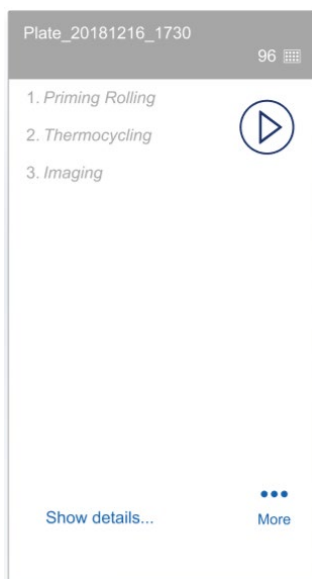 Plate_20181216_1730
96
1. Priming Rolling
2. Thermocycling
3. Imaging
Show details...
More